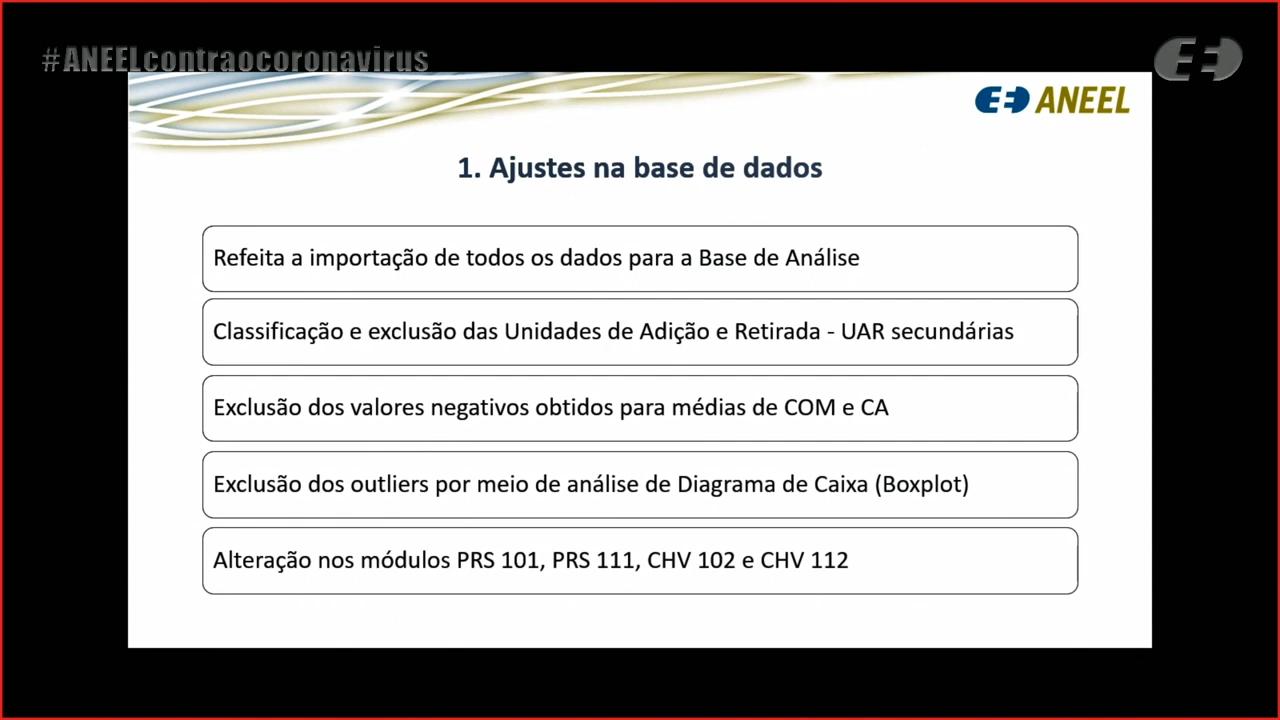 #ANEELcontraocoronavirus
ANEEL
1. Ajustes na base de dados
Refeita a importação de todos os dados para a Base de Análise
Classificação e exclusão das Unidades de Adição e Retirada - UAR secundárias
Exclusão dos valores negativos obtidos para médias de COM e CA
Exclusão dos outliers por meio de análise de Diagrama de Caixa (Boxplot)
Alteração nos módulos PRS 101, PRS 111, CHV 102 e CHV 112